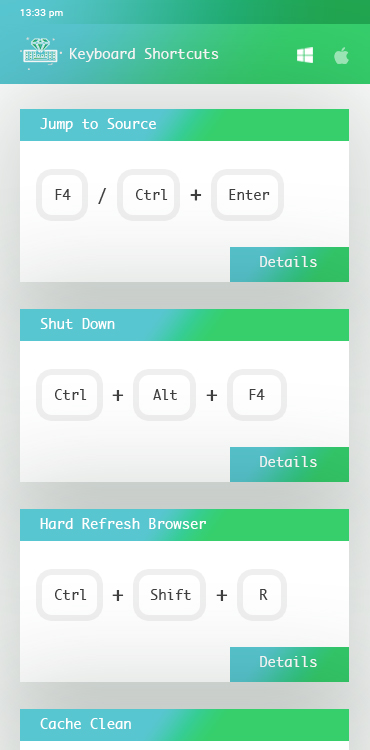 13:33 pm
Keyboard Shortcuts
Jump to Source
F4 / Ctrl + Enter
Details
Shut Down
Ctrl + Alt + F4
Details
Hard Refresh Browser
Ctrl + Shift + R
Details
Cache Clean